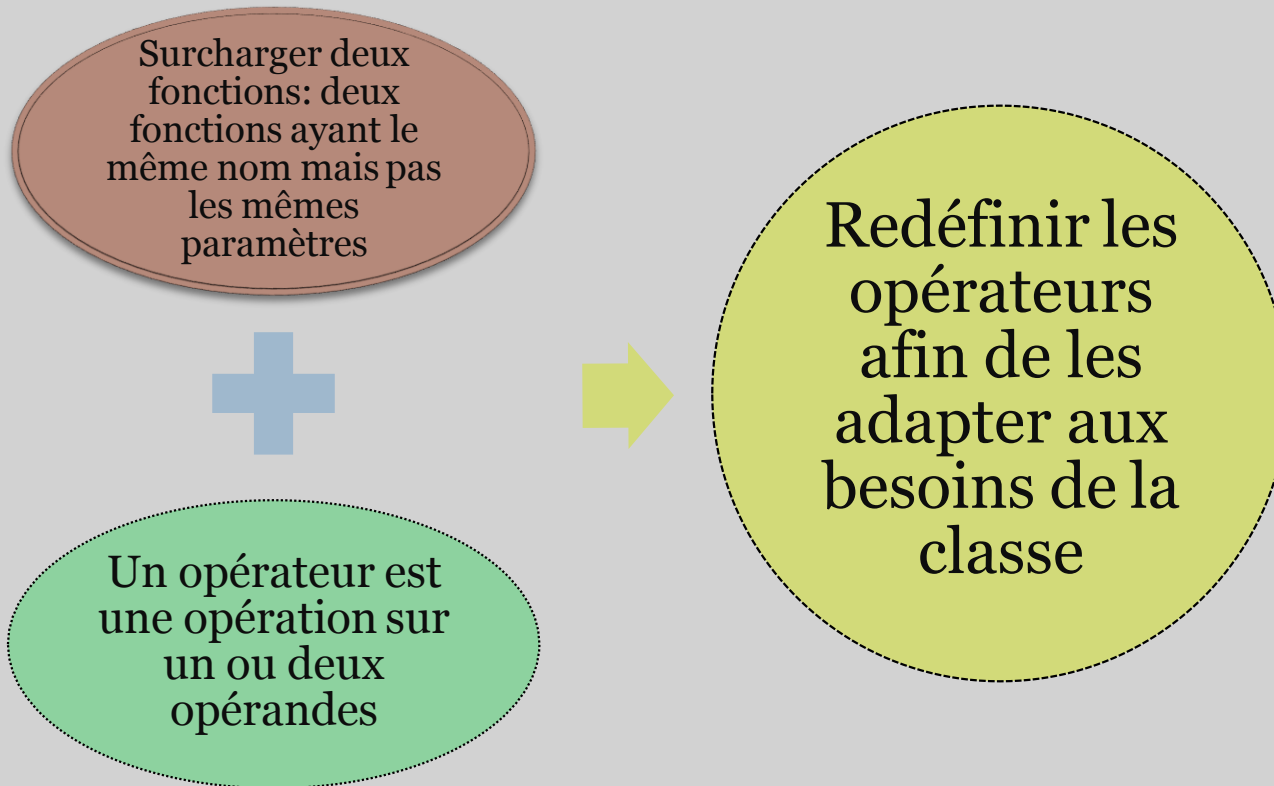 Surcharger deux
fonctions: deux
fonctions ayant le
même nom mais pas
les mêmes
paramètres
Un opérateur est
une opération sur
un ou deux
opérandes
Redéfinir les
opérateurs
afin de les
adapter aux
besoins de la
classe